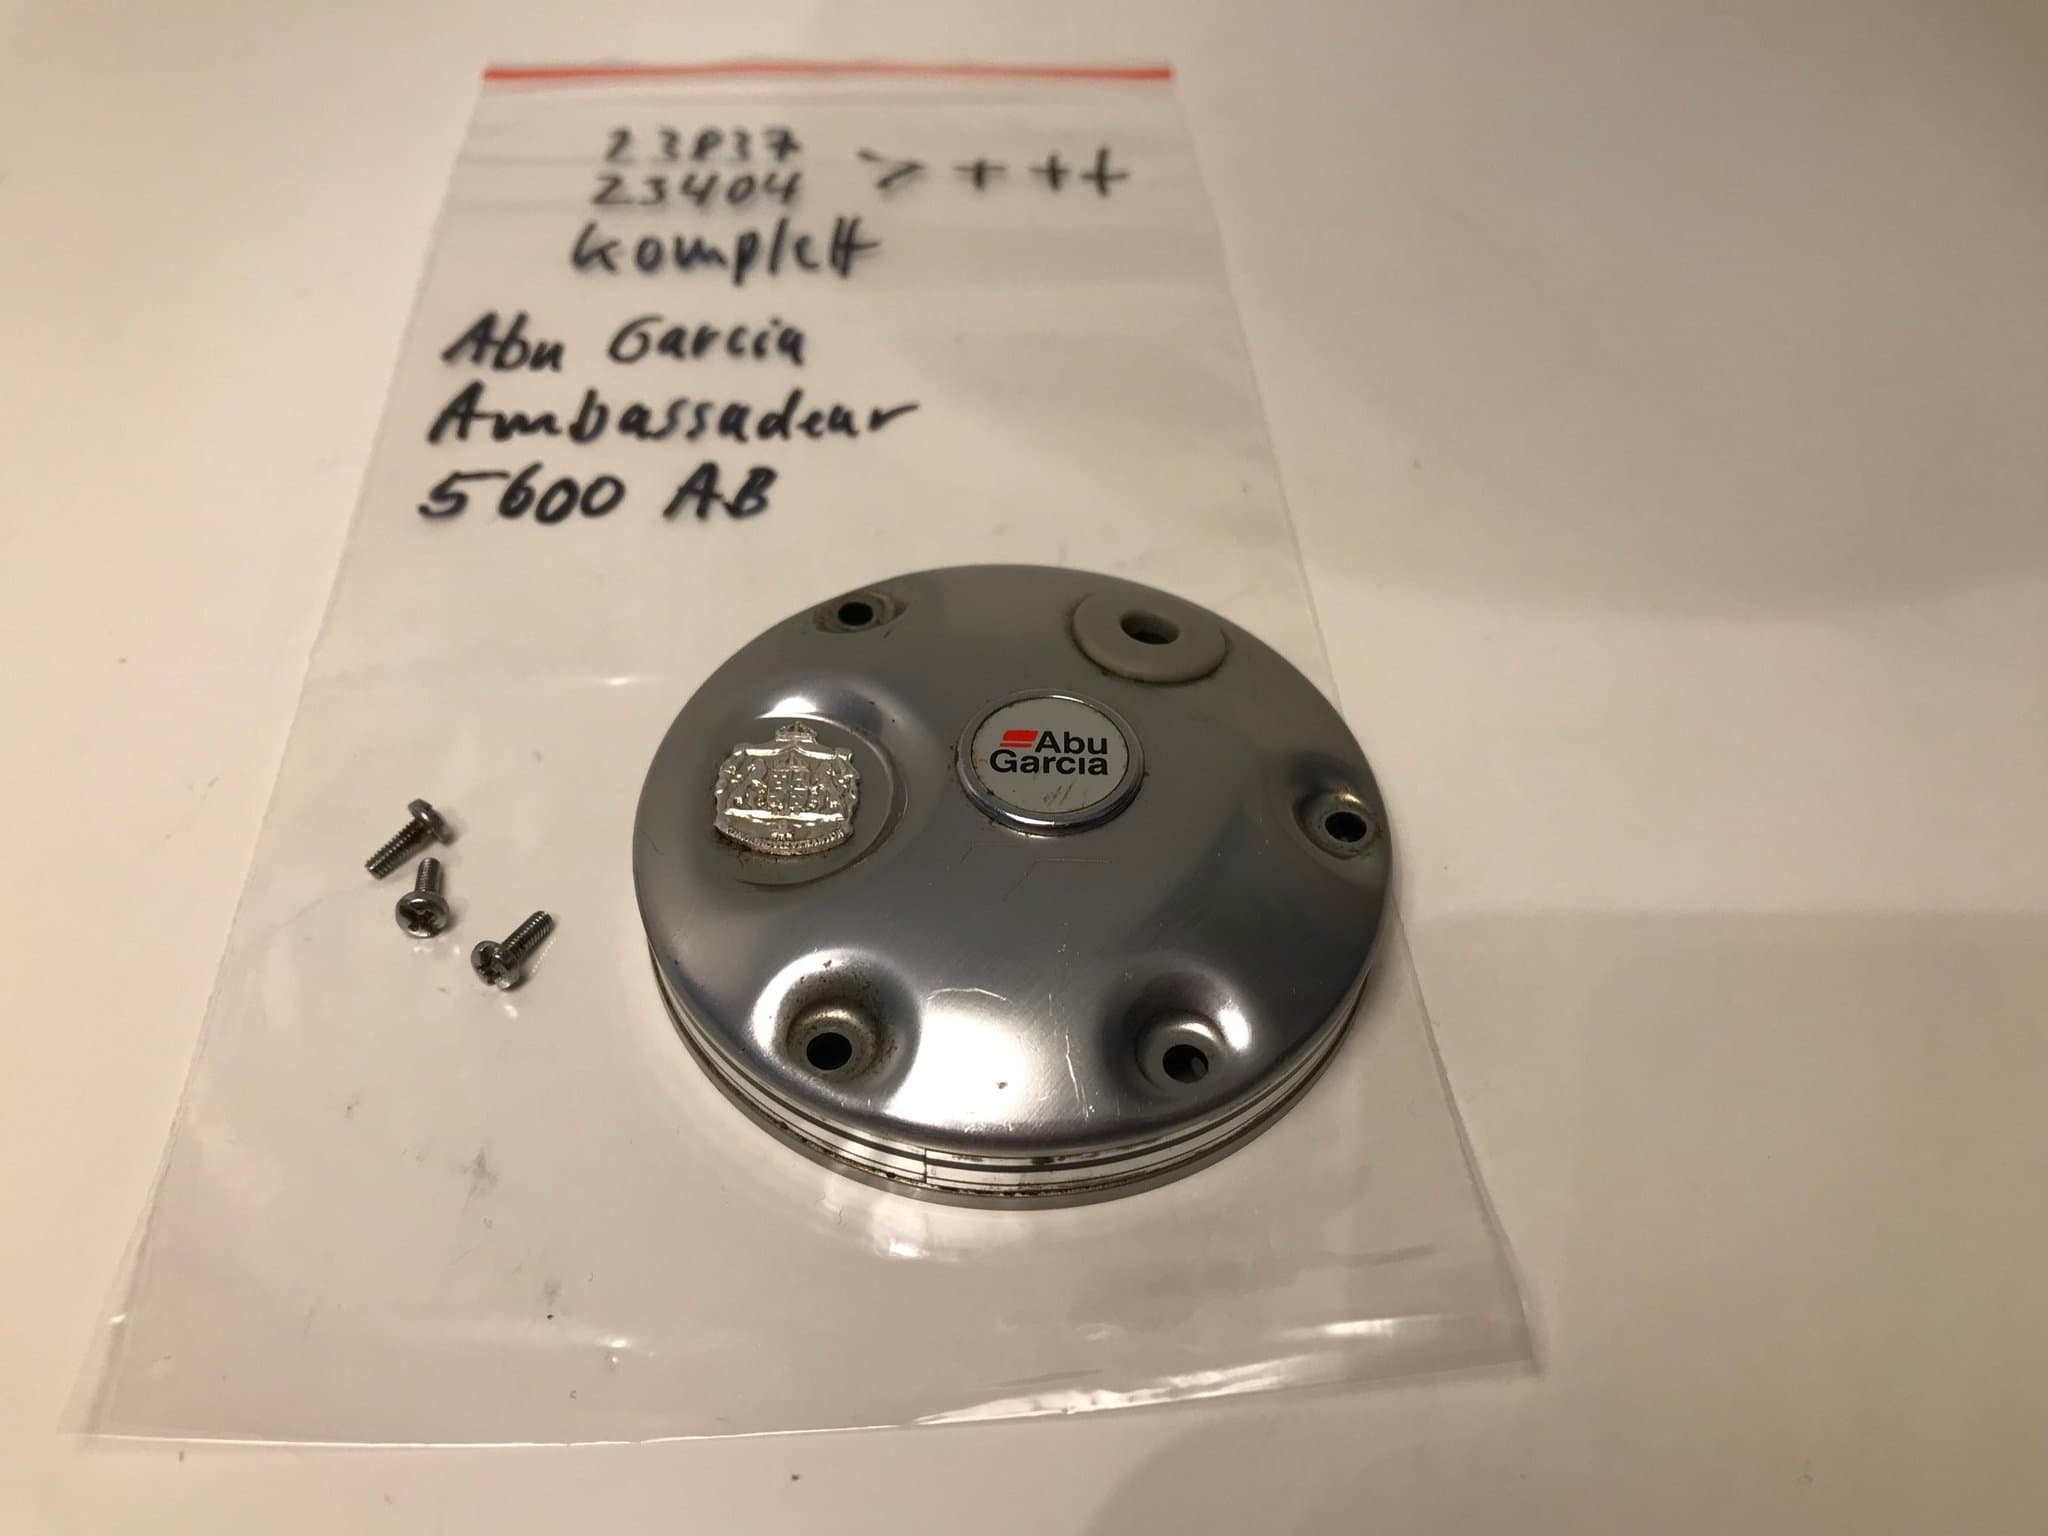 23837
23404 > + ++
komplett
Abu Garcia
Ambassadeur
5600 AB
Abu
Garcia